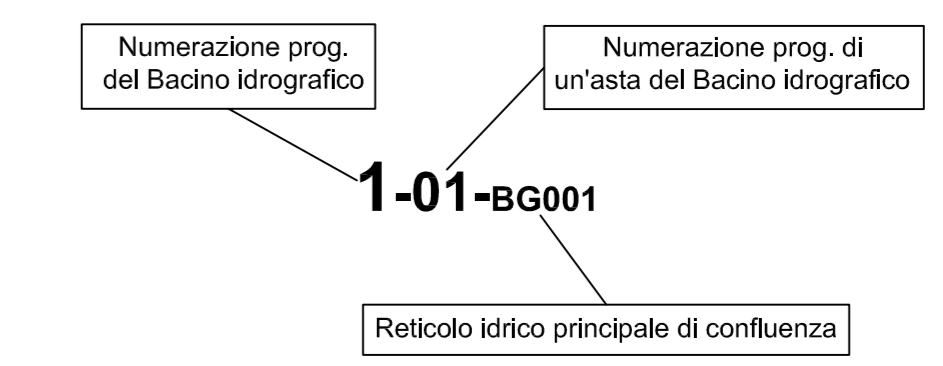 Numerazione prog.
del Bacino idrografico
Numerazione prog. di
un'asta del Bacino idrografico
1-01-BG001
Reticolo idrico principale di confluenza